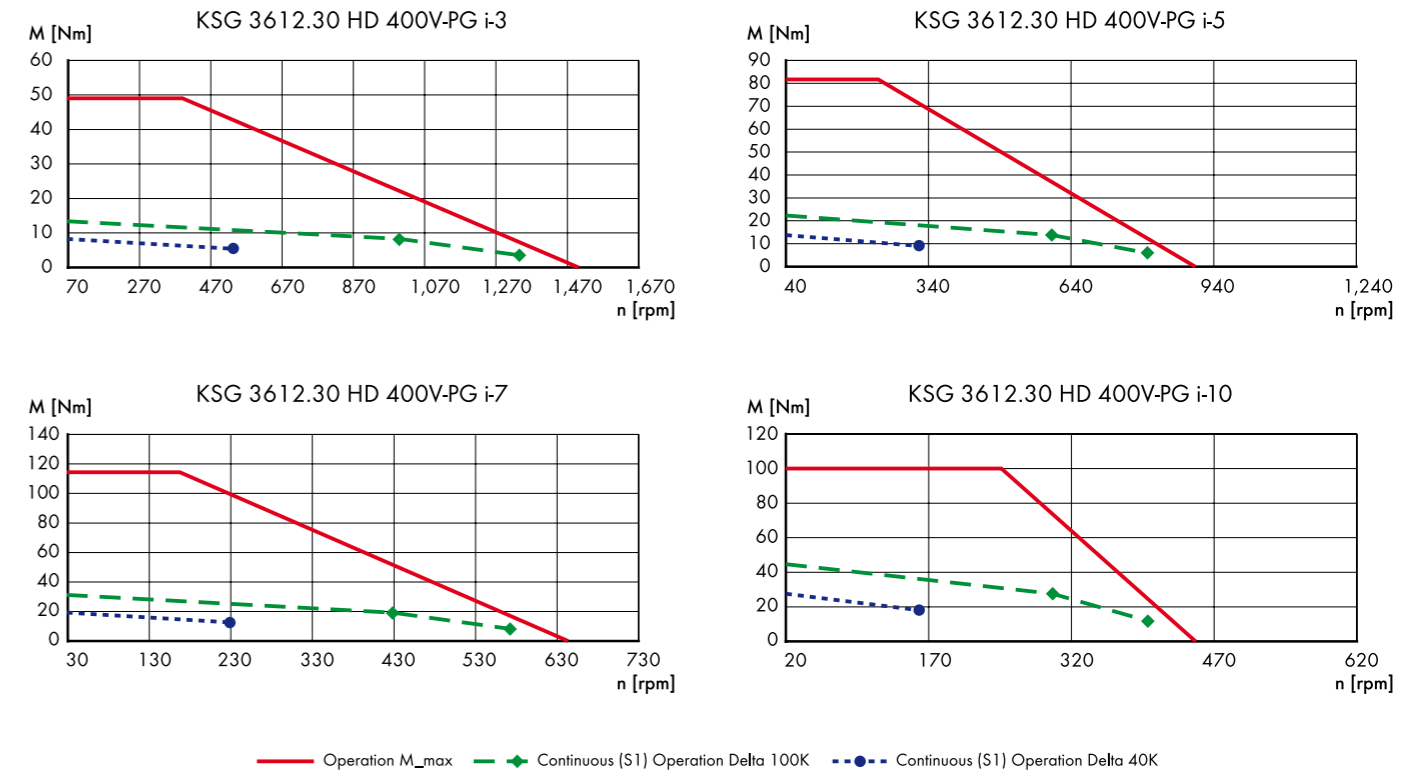 KSG 3612.30 HD 400V-PG i-3
M [Nm]
60
50
40
30
20
10
0
70 270 470 670 870 1,070 1,270 1,470 1,670
n [rpm]
KSG 3612.30 HD 400V-PG i-5
M [Nm]
90
80
70
60
50
40
30
20
10
0
40 340 640 940 1,240
n [rpm]
KSG 3612.30 HD 400V-PG i-7
M [Nm]
140
120
100
80
60
40
20
0
30 130 230 330 430 530 630 730
n [rpm]
KSG 3612.30 HD 400V-PG i-10
M [Nm]
120
100
80
60
40
20
0
20 170 320 470 620
n [rpm]
Operation M_max Continuous (S1) Operation Delta 100K Continuous (S1) Operation Delta 40K